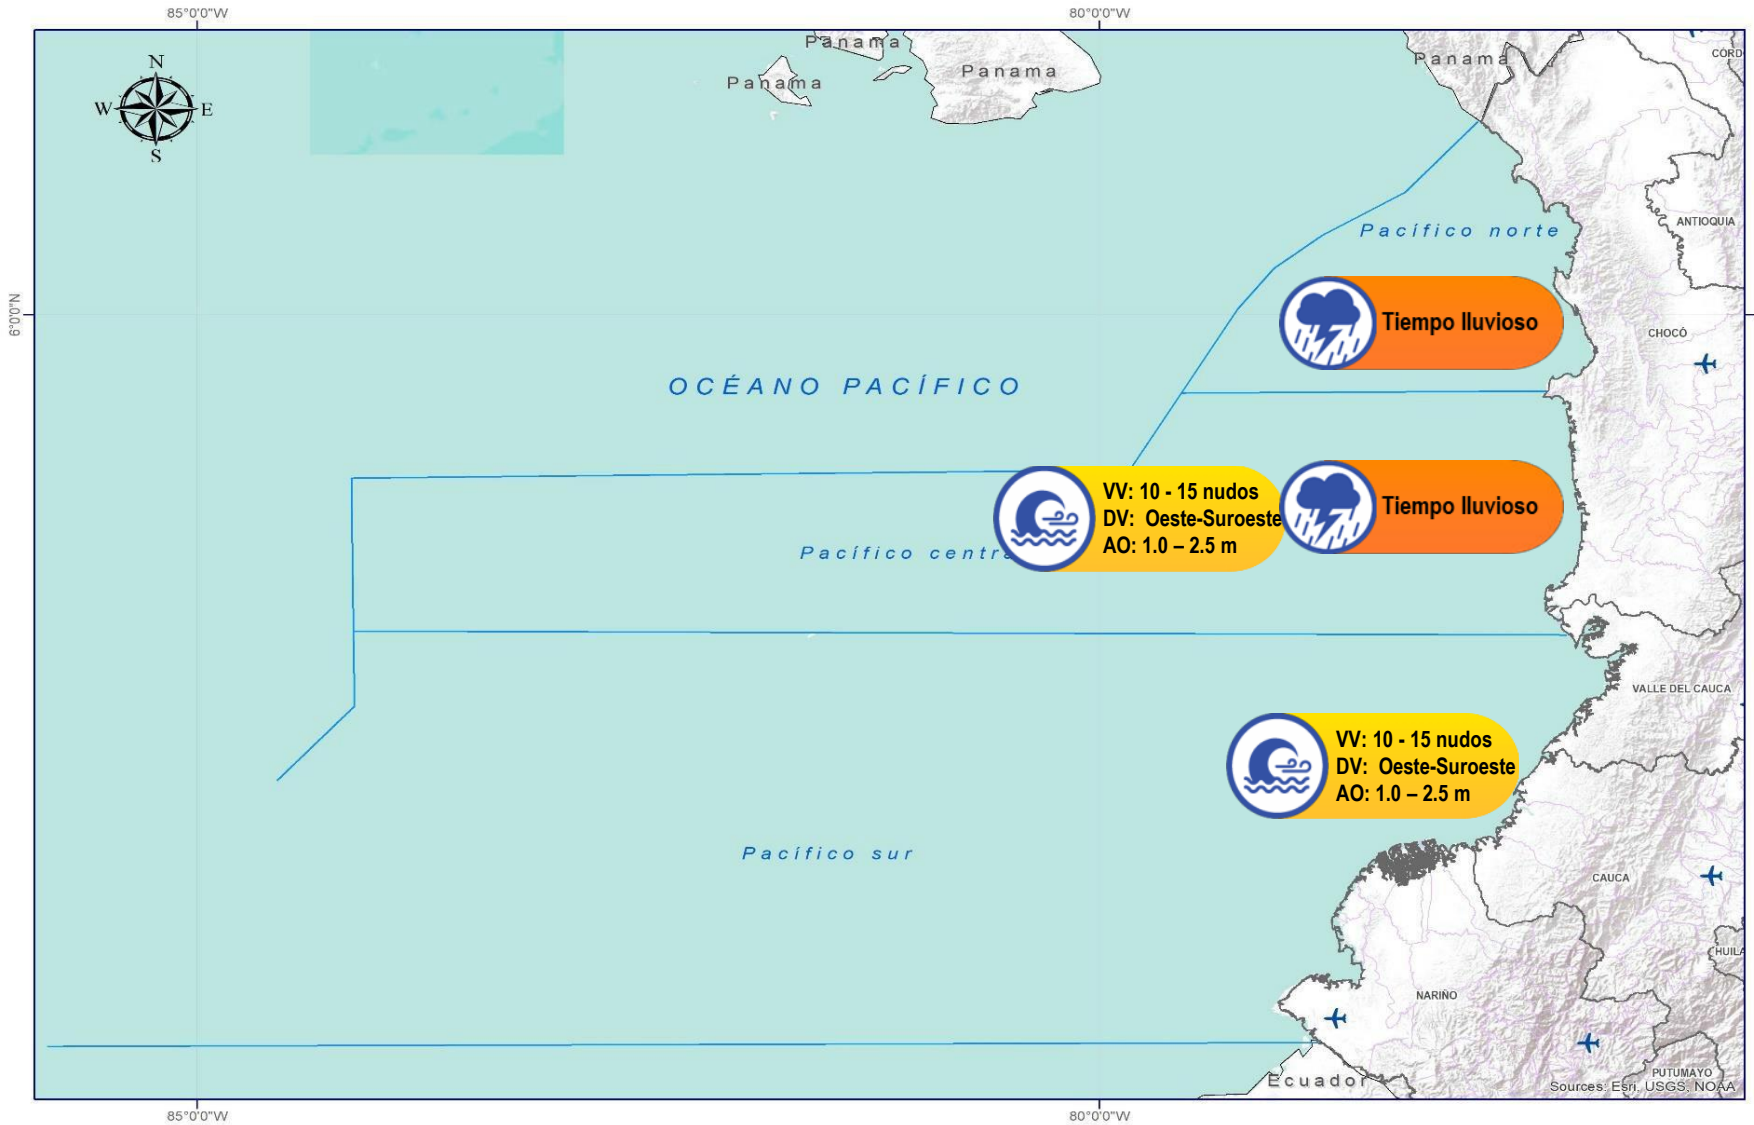 85°0'0"W
80°0'0"W
N
W
E
S
Panama
Panama
Panama
Panama
CÓRD
ANTIOQUIA
Pacífico norte
6°0'0"N
Tiempo lluvioso
CHOCÓ
OCÉANO PACÍFICO
VV: 10 - 15 nudos
DV: Oeste-Suroeste
AO: 1.0 – 2.5 m
Tiempo lluvioso
Pacífico centra
VALLE DEL CAUCA
VV: 10 - 15 nudos
DV: Oeste-Suroeste
AO: 1.0 – 2.5 m
Pacífico sur
CAUCA
HUILA
NARIÑO
PUTUMAYO
Ecuador
Sources: Esri, USGS, NOAA
85°0'0"W
80°0'0"W